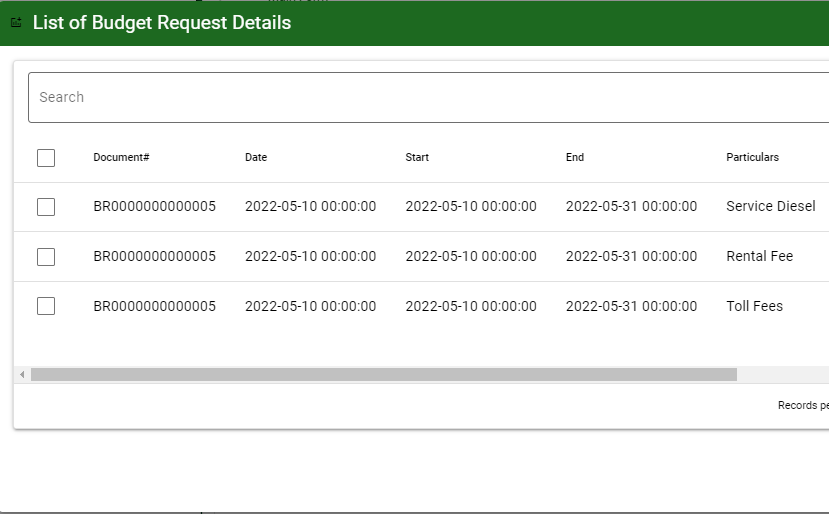 List of Budget Request Details
Search
Document# Date Start End Particulars
BR0000000000005 2022-05-10 00:00:00 2022-05-10 00:00:00 2022-05-31 00:00:00 Service Diesel
BR0000000000005 2022-05-10 00:00:00 2022-05-10 00:00:00 2022-05-31 00:00:00 Rental Fee
BR0000000000005 2022-05-10 00:00:00 2022-05-10 00:00:00 2022-05-31 00:00:00 Toll Fees
Records pe